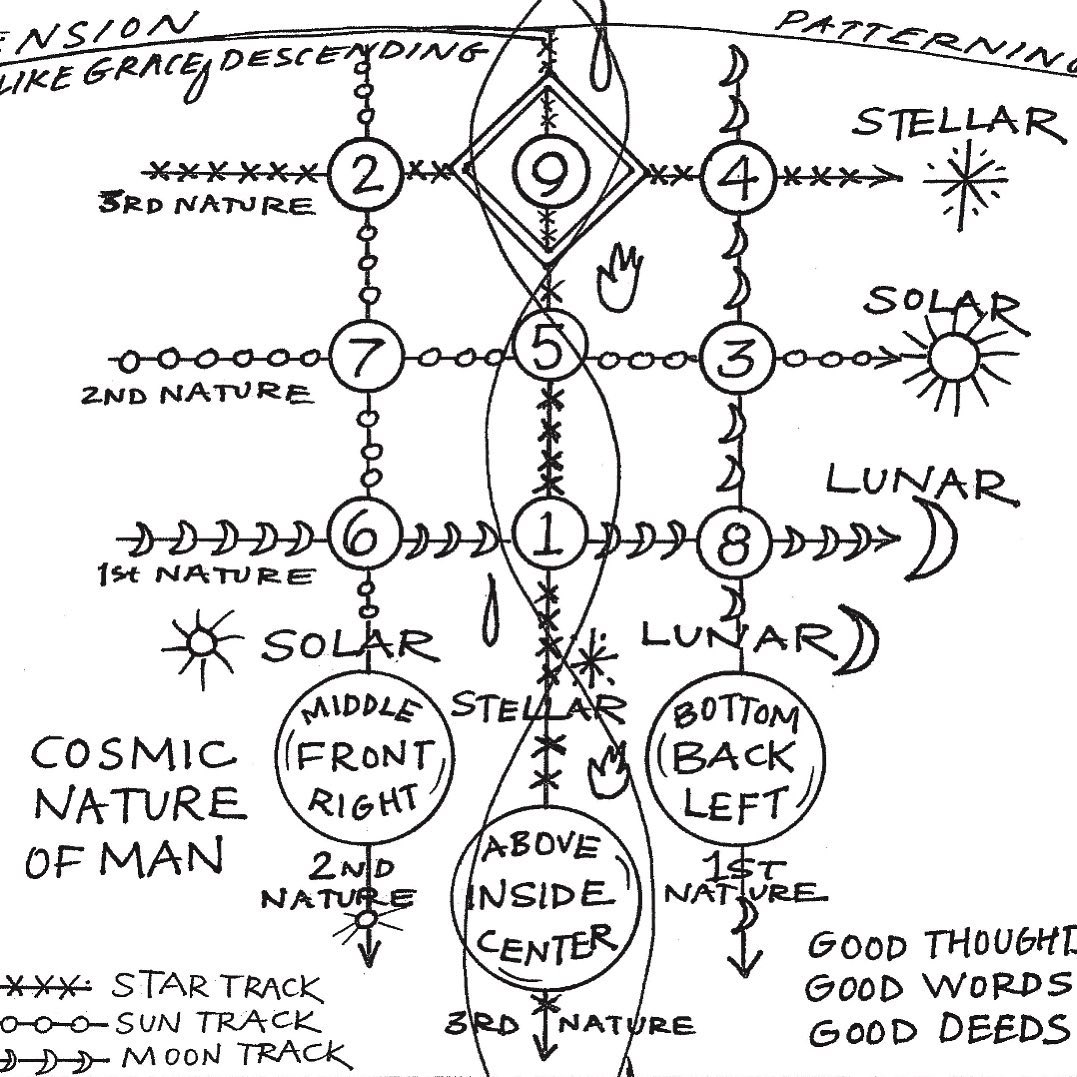 ENSION
PATTERNING
LIKE GRACE DESCENDING
STELLAR
2 9 4
3RD NATURE
SOLAR
7 5 3
2ND NATURE
LUNAR
6 1 8
1st NATURE
SOLAR
LUNAR
STELLAR
MIDDLE
FRONT
RIGHT
BOTTOM
BACK
LEFT
COSMIC
NATURE
OF MAN
ABOVE
INSIDE
CENTER
2ND
NATURE
1ST
NATURE
GOOD THOUGHT
GOOD WORDS
GOOD DEEDS
STAR TRACK
SUN TRACK
MOON TRACK
3RD NATURE